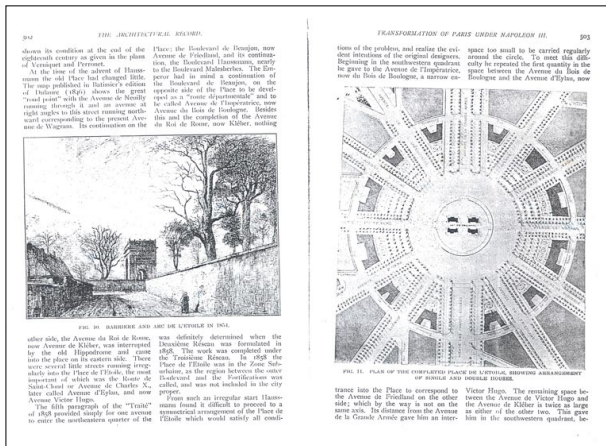 502
THE ARCHITECTURAL RECORD.
shows its condition at the end of the
eighteenth century as given in the plans
of Verniquet and Perronet.
At the time of the advent of Hauss-
mann the old Place had changed little.
The map published in Batissier's edition
of Dulaure (1846) shows the great
"rond point" with the Avenue de Neuilly
running through it and an avenue at
right angles to this street running north-
ward corresponding to the present Ave-
nue de Wagram. Its continuation on the
Place: the Boulevard de Beaujon, now
Avenue de Friedland, and its continua-
tion, the Boulevard Haussmann, nearly
to the Boulevard Malesherbes. The Em-
peror had in mind a continuation of
the Boulevard de Beaujon, on the
opposite side of the Place to be devel-
oped as a "route départmentale" and to
be called Avenue de l'Impératrice, now
Avenue du Bois de Boulogne. Besides
this and the completion of the Avenue
du Roi de Rome, now Kléber, nothing
FIG. 10. BARRIERE AND ARC DE L'ETOILE IN 1854.
other side, the Avenue du Roi de Rome,
now Avenue de Kléber, was interrupted
by the old Hippodrome and came
into the place on its eastern side. There
were several little streets running irreg-
ularly into the Place de l'Etoile, the most
important of which was the Route de
Saint-Cloud or Avenue de Charles X.,
later called Avenue d'Eylau, and now
Avenue Victor Hugo.
The fifth paragraph of the "Traité"
of 1858 provided simply for one avenue
to enter the northeastern quarter of the
was definitely determined when the
Deuxième Réseau was formulated in
1858. The work was completed under
the Troisième Réseau. In 1858 the
Place de l'Etoile was in the Zone Sub-
urbaine, as the region between the outer
Boulevard and the Fortifications was
called, and was not included in the city
proper.
From such an irregular start Hauss-
mann found it difficult to proceed to a
symmetrical arrangement of the Place de
l'Etoile which would satisfy all condi-
TRANSFORMATION OF PARIS UNDER NAPOLEON III.
503
tions of the problem, and realize the evi-
dent intentions of the original designers.
Beginning in the southwestern quadrant
he gave to the Avenue de l'Impératrice,
now du Bois de Boulogne, a narrow en-
space too small to be carried regularly
around the circle. To meet this diffi-
culty he repeated the first quantity in the
space between the Avenue du Bois de
Boulogne and the Avenue d'Eylau, now
FIG. 11. PLAN OF THE COMPLETED PLACE DE L'ETOILE, SHOWING ARRANGEMENT
OF SINGLE AND DOUBLE HOUSES.
trance into the Place to correspond to
the Avenue de Friedland on the other
side; which by the way is not on the
same axis. Its distance from the Avenue
de la Grande Armée gave him an inter-
Victor Hugo. The remaining space be-
tween the Avenue de Victor Hugo and
the Avenue de Kléber is twice as large
as either of the other two. This gave
him in the southwestern quadrant, be-